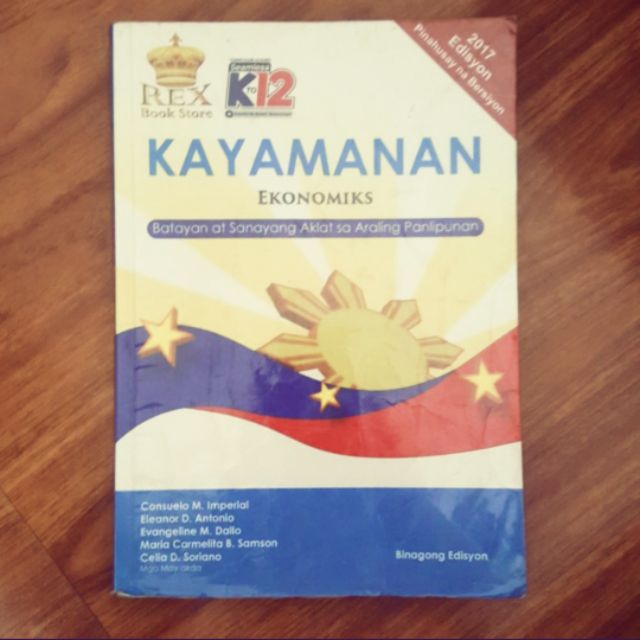 REX
Book Store
K TO 12
2017
Edisyon
Pinahusay na Bersiyon
KAYAMANAN
EKONOMIKS
Batayan at Sanayang Aklat sa Araling Panlipunan
Consuelo M. Imperial
Eleanor D. Antonio
Evangeline M. Dallo
Maria Carmelita B. Samson
Celia D. Soriano
Mga May-akda
Binagong Edisyon